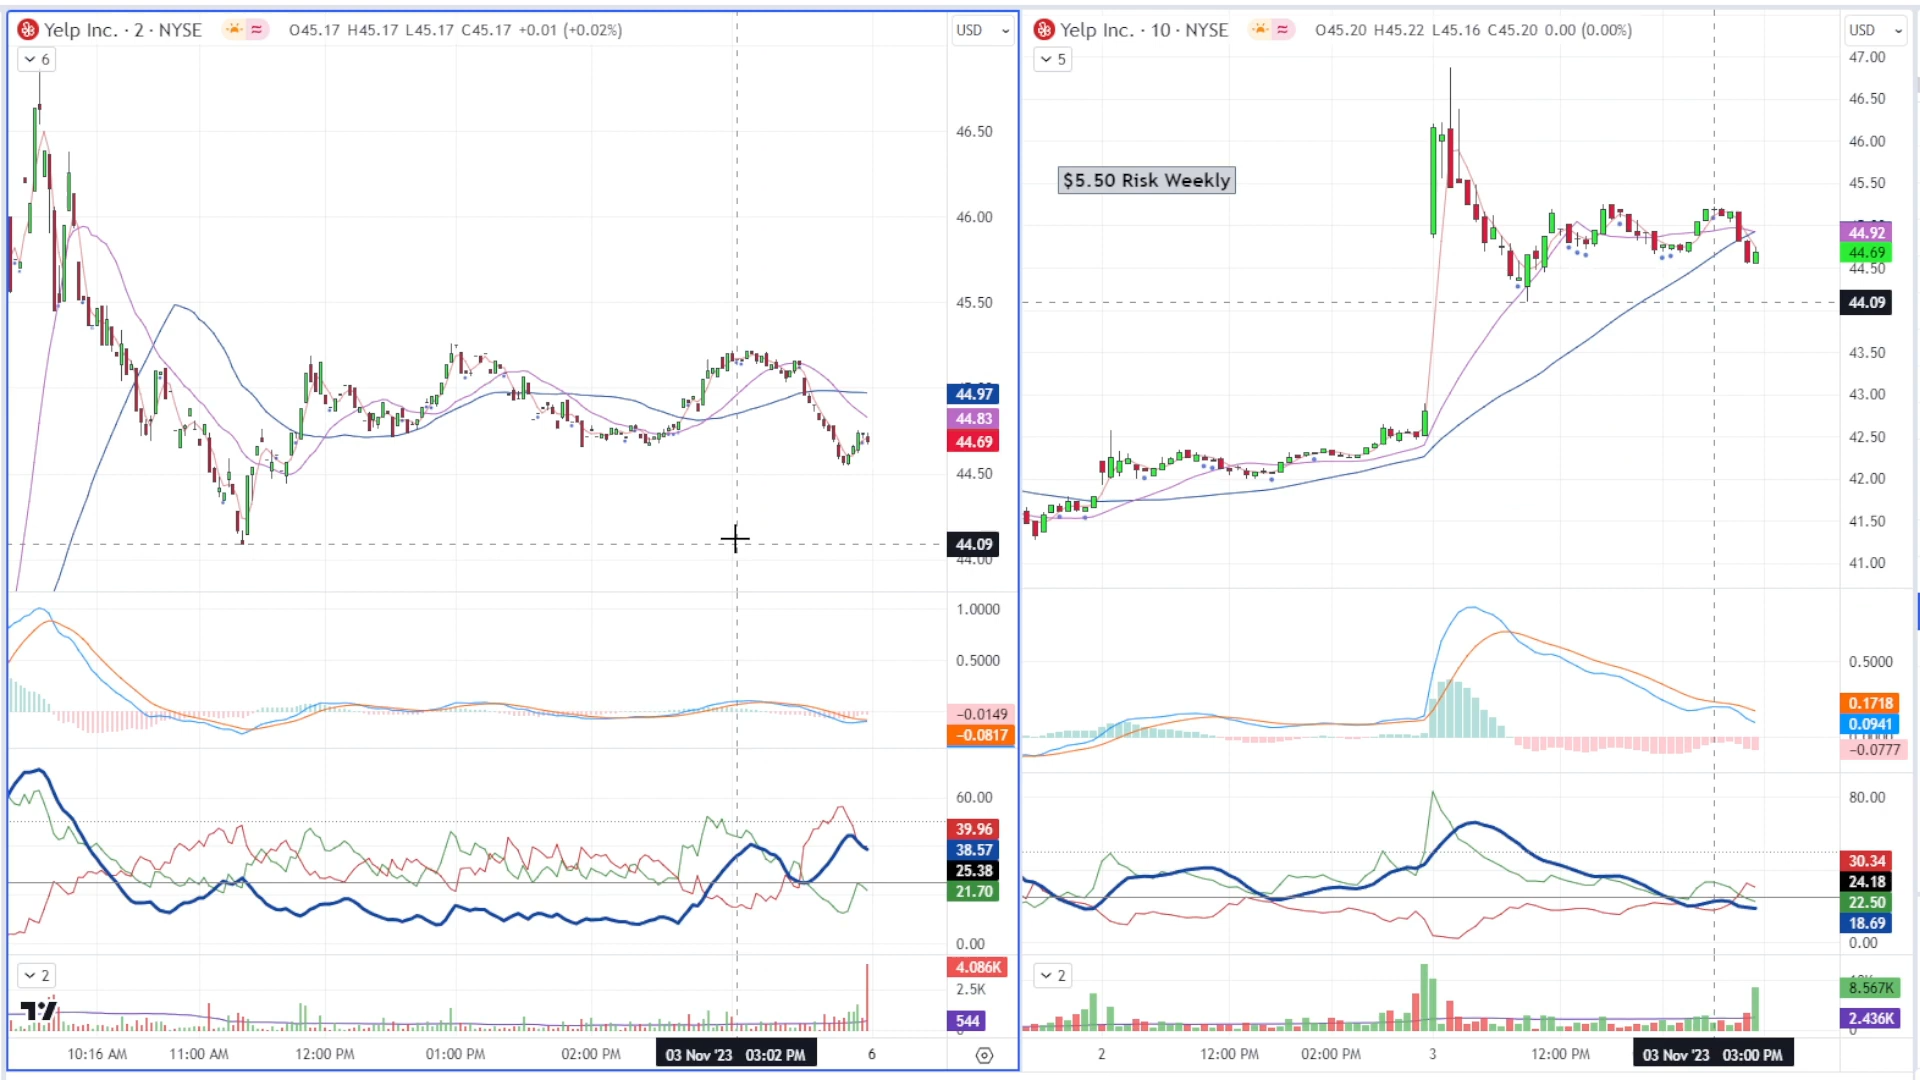 Yelp Inc. · 2 · NYSE
O45.17 H45.17 L45.17 C45.17 +0.01 (+0.02%)
USD
6
46.50
46.00
45.50
44.97
44.83
44.69
44.50
44.09
44.00
1.0000
0.5000
−0.0149
−0.0817
60.00
39.96
38.57
25.38
21.70
0.00
2
4.086K
2.5K
544
0
10:16 AM
11:00 AM
12:00 PM
01:00 PM
02:00 PM
03 Nov '23 03:02 PM
6
Yelp Inc. · 10 · NYSE
O45.20 H45.22 L45.16 C45.20 0.00 (0.00%)
USD
5
$5.50 Risk Weekly
47.00
46.50
46.00
45.50
44.92
44.69
44.50
44.09
43.50
43.00
42.50
42.00
41.50
41.00
0.5000
0.1718
0.0941
0.0000
−0.0777
80.00
30.34
24.18
22.50
18.69
0.00
2
8.567K
2.436K
0
2
12:00 PM
02:00 PM
3
12:00 PM
03 Nov '23 03:00 PM